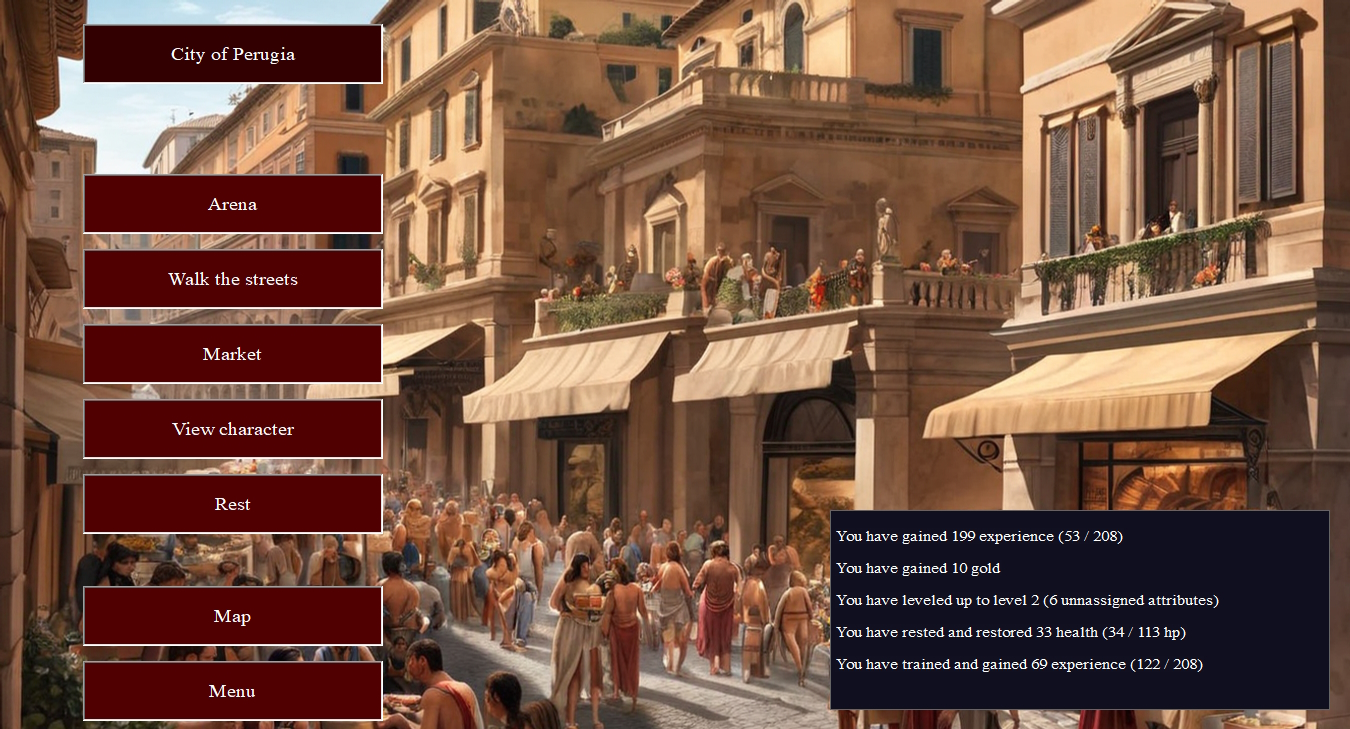 City of Perugia
Arena
Walk the streets
Market
View character
Rest
Map
Menu
You have gained 199 experience (53 / 208)
You have gained 10 gold
You have leveled up to level 2 (6 unnassigned attributes)
You have rested and restored 33 health (34 / 113 hp)
You have trained and gained 69 experience (122 / 208)